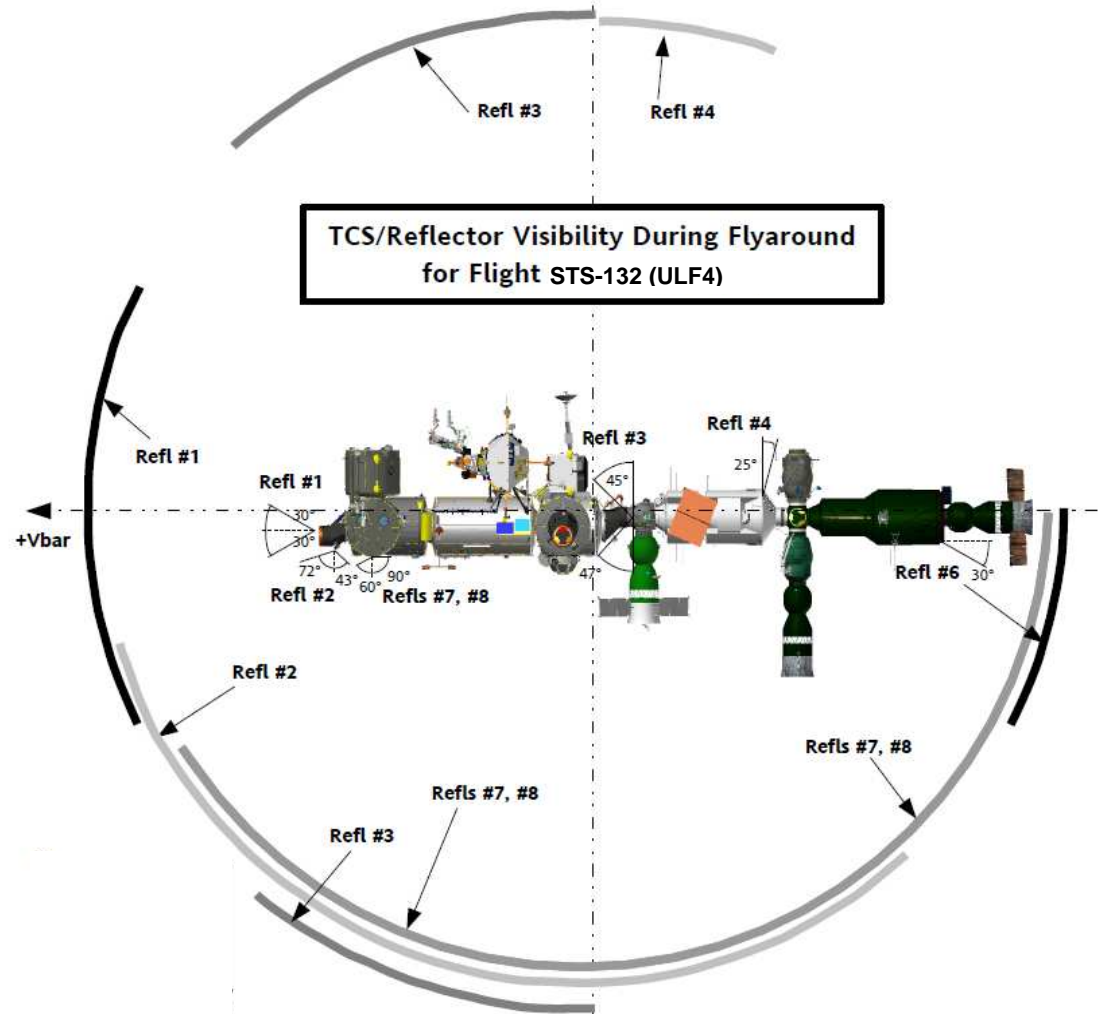 Refl #3
Refl #4
TCS/Reflector Visibility During Flyaround
for Flight STS-132 (ULF4)
Refl #1
+Vbar
Refl #1
30°
30°
72°
43°
60°
90°
Refl #2
Refls #7, #8
Refl #3
45°
47°
Refl #4
25°
Refl #6
30°
Refl #2
Refls #7, #8
Refls #7, #8
Refl #3